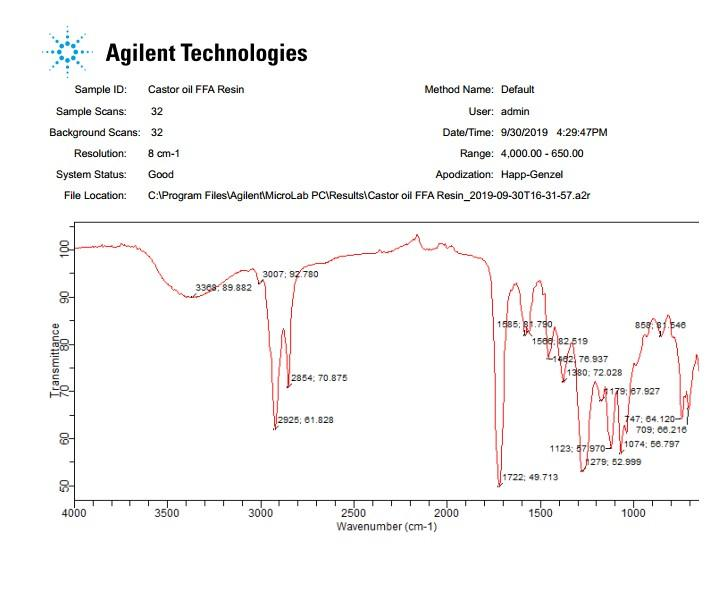 Agilent Technologies
Sample ID: Castor oil FFA Resin Method Name: Default
Sample Scans: 32 User: admin
Background Scans: 32 Date/Time: 9/30/2019 4:29:47PM
Resolution: 8 cm-1 Range: 4,000.00 - 650.00
System Status: Good Apodization: Happ-Genzel
File Location: C:\Program Files\Agilent\MicroLab PC\Results\Castor oil FFA Resin_2019-09-30T16-31-57.a2r
Transmittance
100
90
80
70
60
50
3368; 89.882
3007; 92.780
2925; 61.828
2854; 70.875
1722; 49.713
1585; 81.790
1566; 82.519
1462; 76.937
1380; 72.028
1279; 52.999
1179; 67.927
1123; 57.970
1074; 56.797
858; 81.546
747; 64.120
709; 66.216
4000 3500 3000 2500 2000 1500 1000
Wavenumber (cm-1)